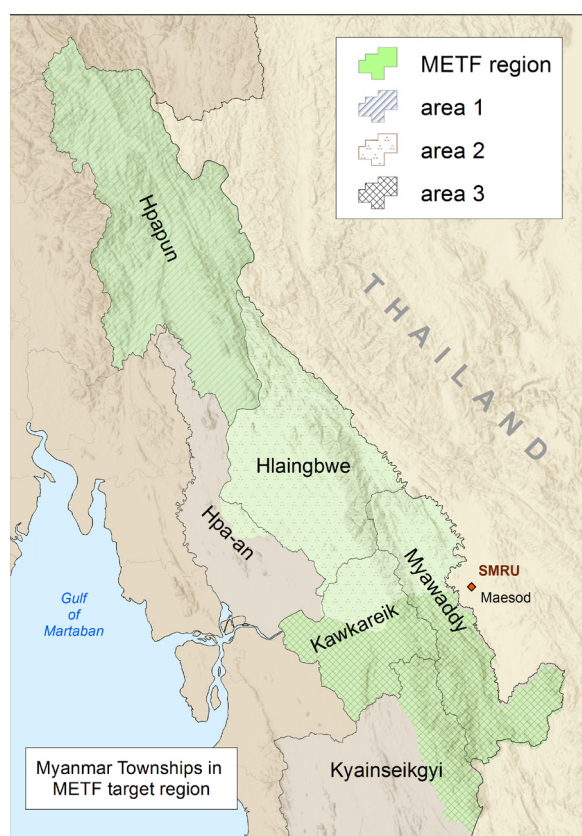 METF region
area 1
area 2
area 3
Hpapun
THAILAND
Hlaingbwe
Hpa-an
Myawaddy
SMRU
Maesod
Gulf
of
Martaban
Kawkareik
Kyainseikgyi
Myanmar Townships in
METF target region